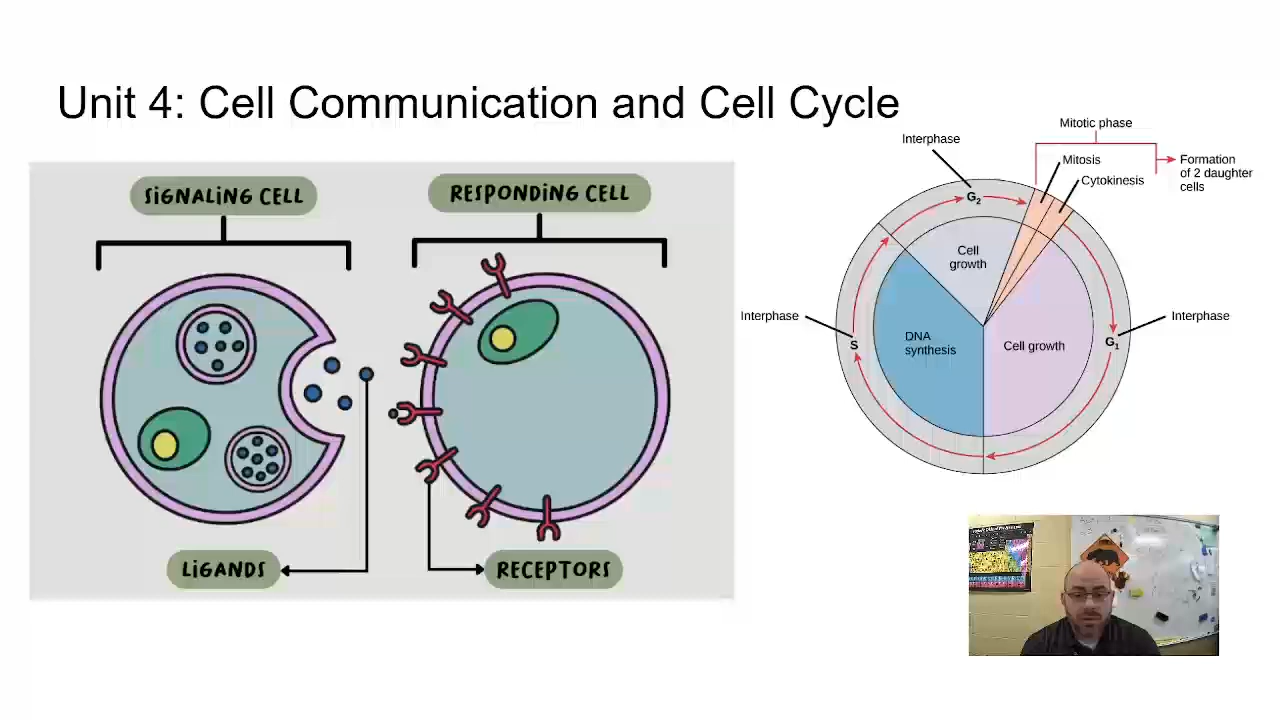 Unit 4: Cell Communication and Cell Cycle
SIGNALING CELL
RESPONDING CELL
LIGANDS
RECEPTORS
Mitotic phase
Interphase
Mitosis
Cytokinesis
Formation
of 2 daughter
cells
G2
Cell
growth
Interphase
S
DNA
synthesis
Cell growth
G1
Interphase